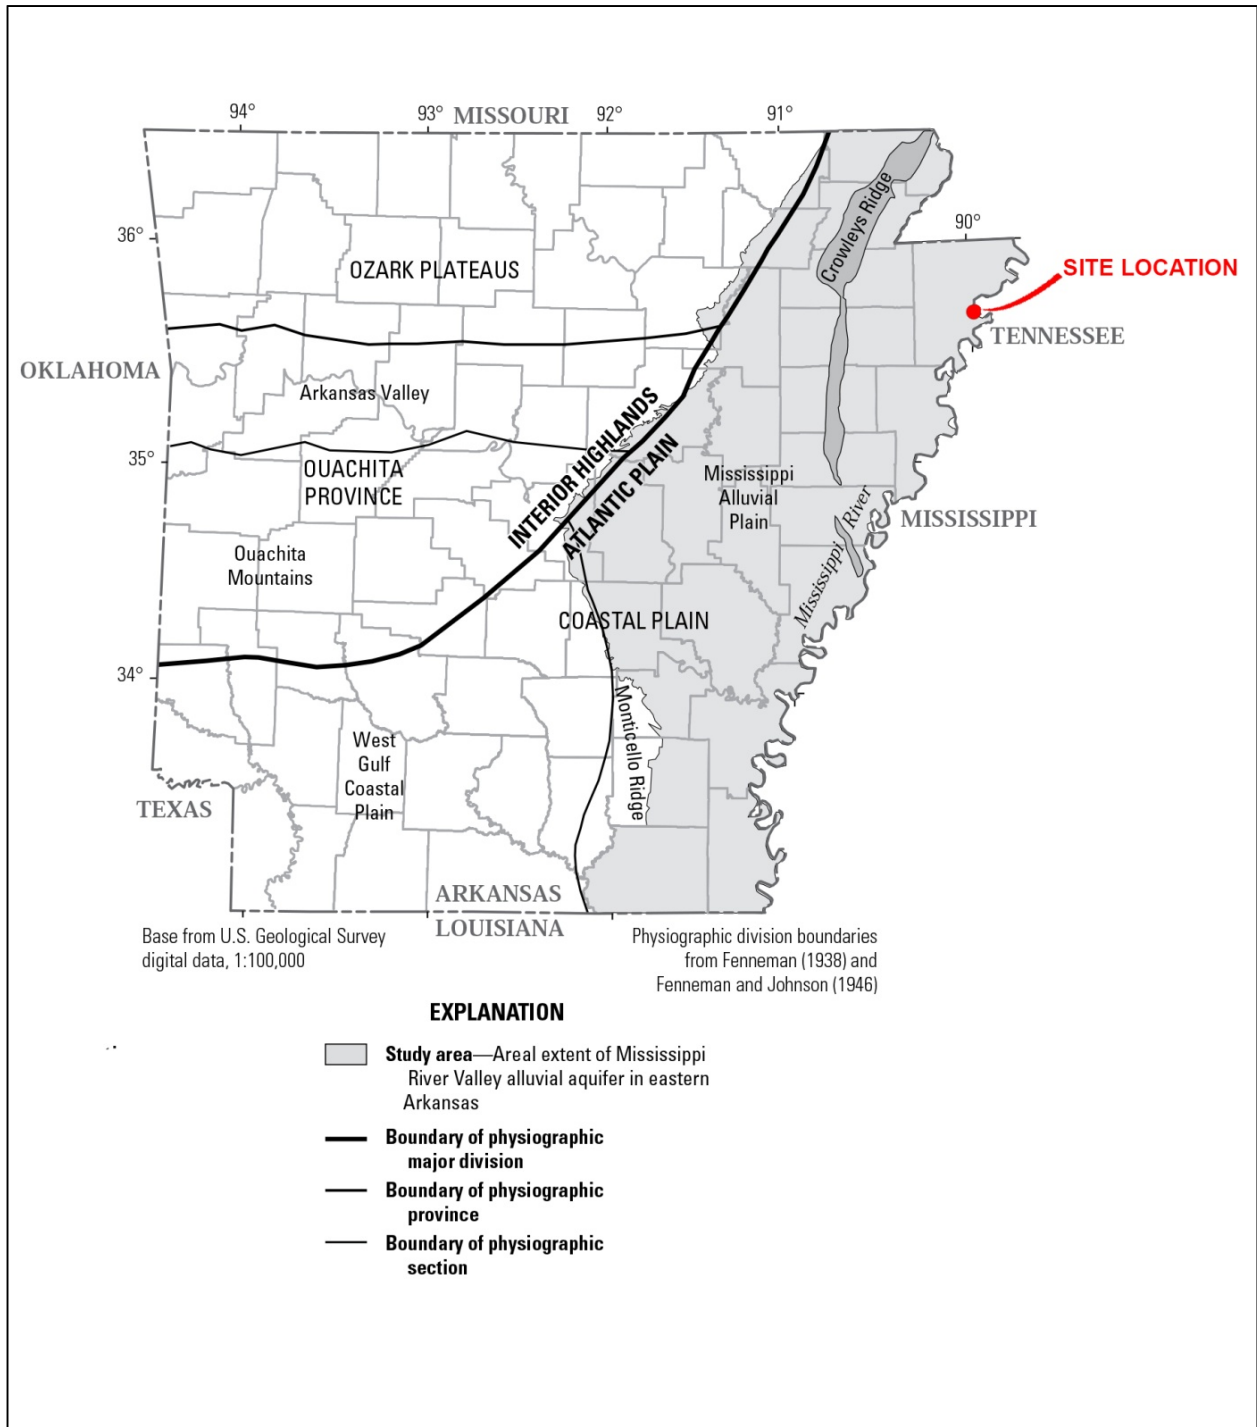 94°
93°
MISSOURI
92°
91°
36°
90°
Crowleys Ridge
OZARK PLATEAUS
SITE LOCATION
TENNESSEE
OKLAHOMA
Arkansas Valley
INTERIOR HIGHLANDS
ATLANTIC PLAIN
35°
OUACHITA
PROVINCE
Mississippi
Alluvial
Plain
MISSISSIPPI
Mississippi River
Ouachita
Mountains
COASTAL PLAIN
34°
Monticello Ridge
West
Gulf
Coastal
Plain
TEXAS
ARKANSAS
LOUISIANA
Base from U.S. Geological Survey
digital data, 1:100,000
Physiographic division boundaries
from Fenneman (1938) and
Fenneman and Johnson (1946)
EXPLANATION
Study area—Areal extent of Mississippi
River Valley alluvial aquifer in eastern
Arkansas
Boundary of physiographic
major division
Boundary of physiographic
province
Boundary of physiographic
section